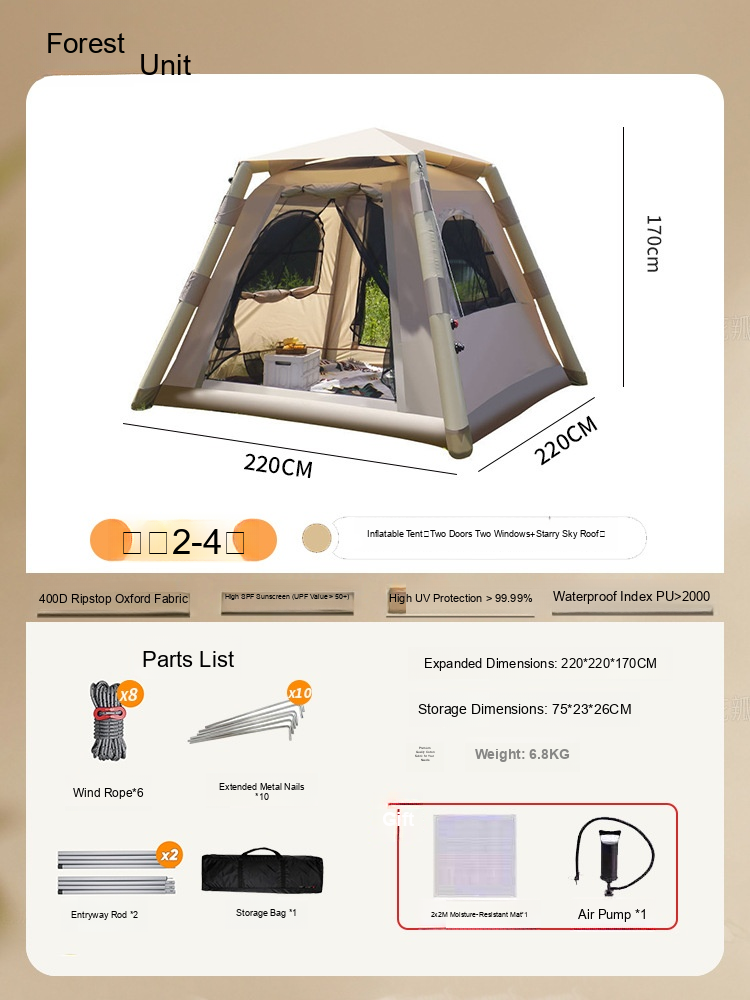 Forest
Unit
170cm
220CM
220CM
□ □2-4□
Inflatable Tent□Two Doors Two Windows+Starry Sky Roof□
400D Ripstop Oxford Fabric
High SPF Sunscreen (UPF Value> 50+)
High UV Protection > 99.99%
Waterproof Index PU>2000
Parts List
x8
Wind Rope*6
x10
Extended Metal Nails
*10
x2
Entryway Rod *2
Storage Bag *1
Expanded Dimensions: 220*220*170CM
Storage Dimensions: 75*23*26CM
Weight: 6.8KG
Gift
2x2M Moisture-Resistant Mat*1
Air Pump *1